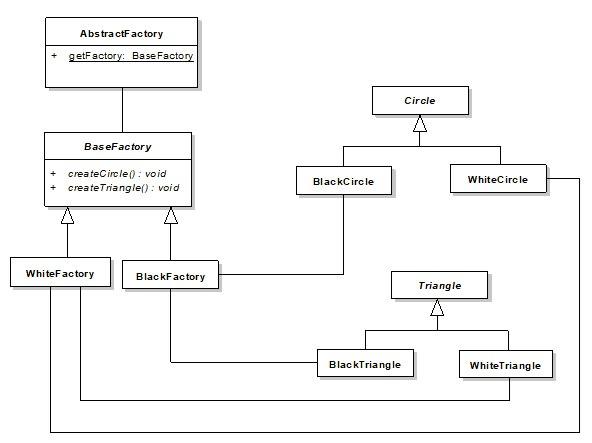 AbstractFactory
+ getFactory: BaseFactory
Circle
BaseFactory
+ createCircle() : void
+ createTriangle() : void
BlackCircle
WhiteCircle
WhiteFactory
BlackFactory
Triangle
BlackTriangle
WhiteTriangle